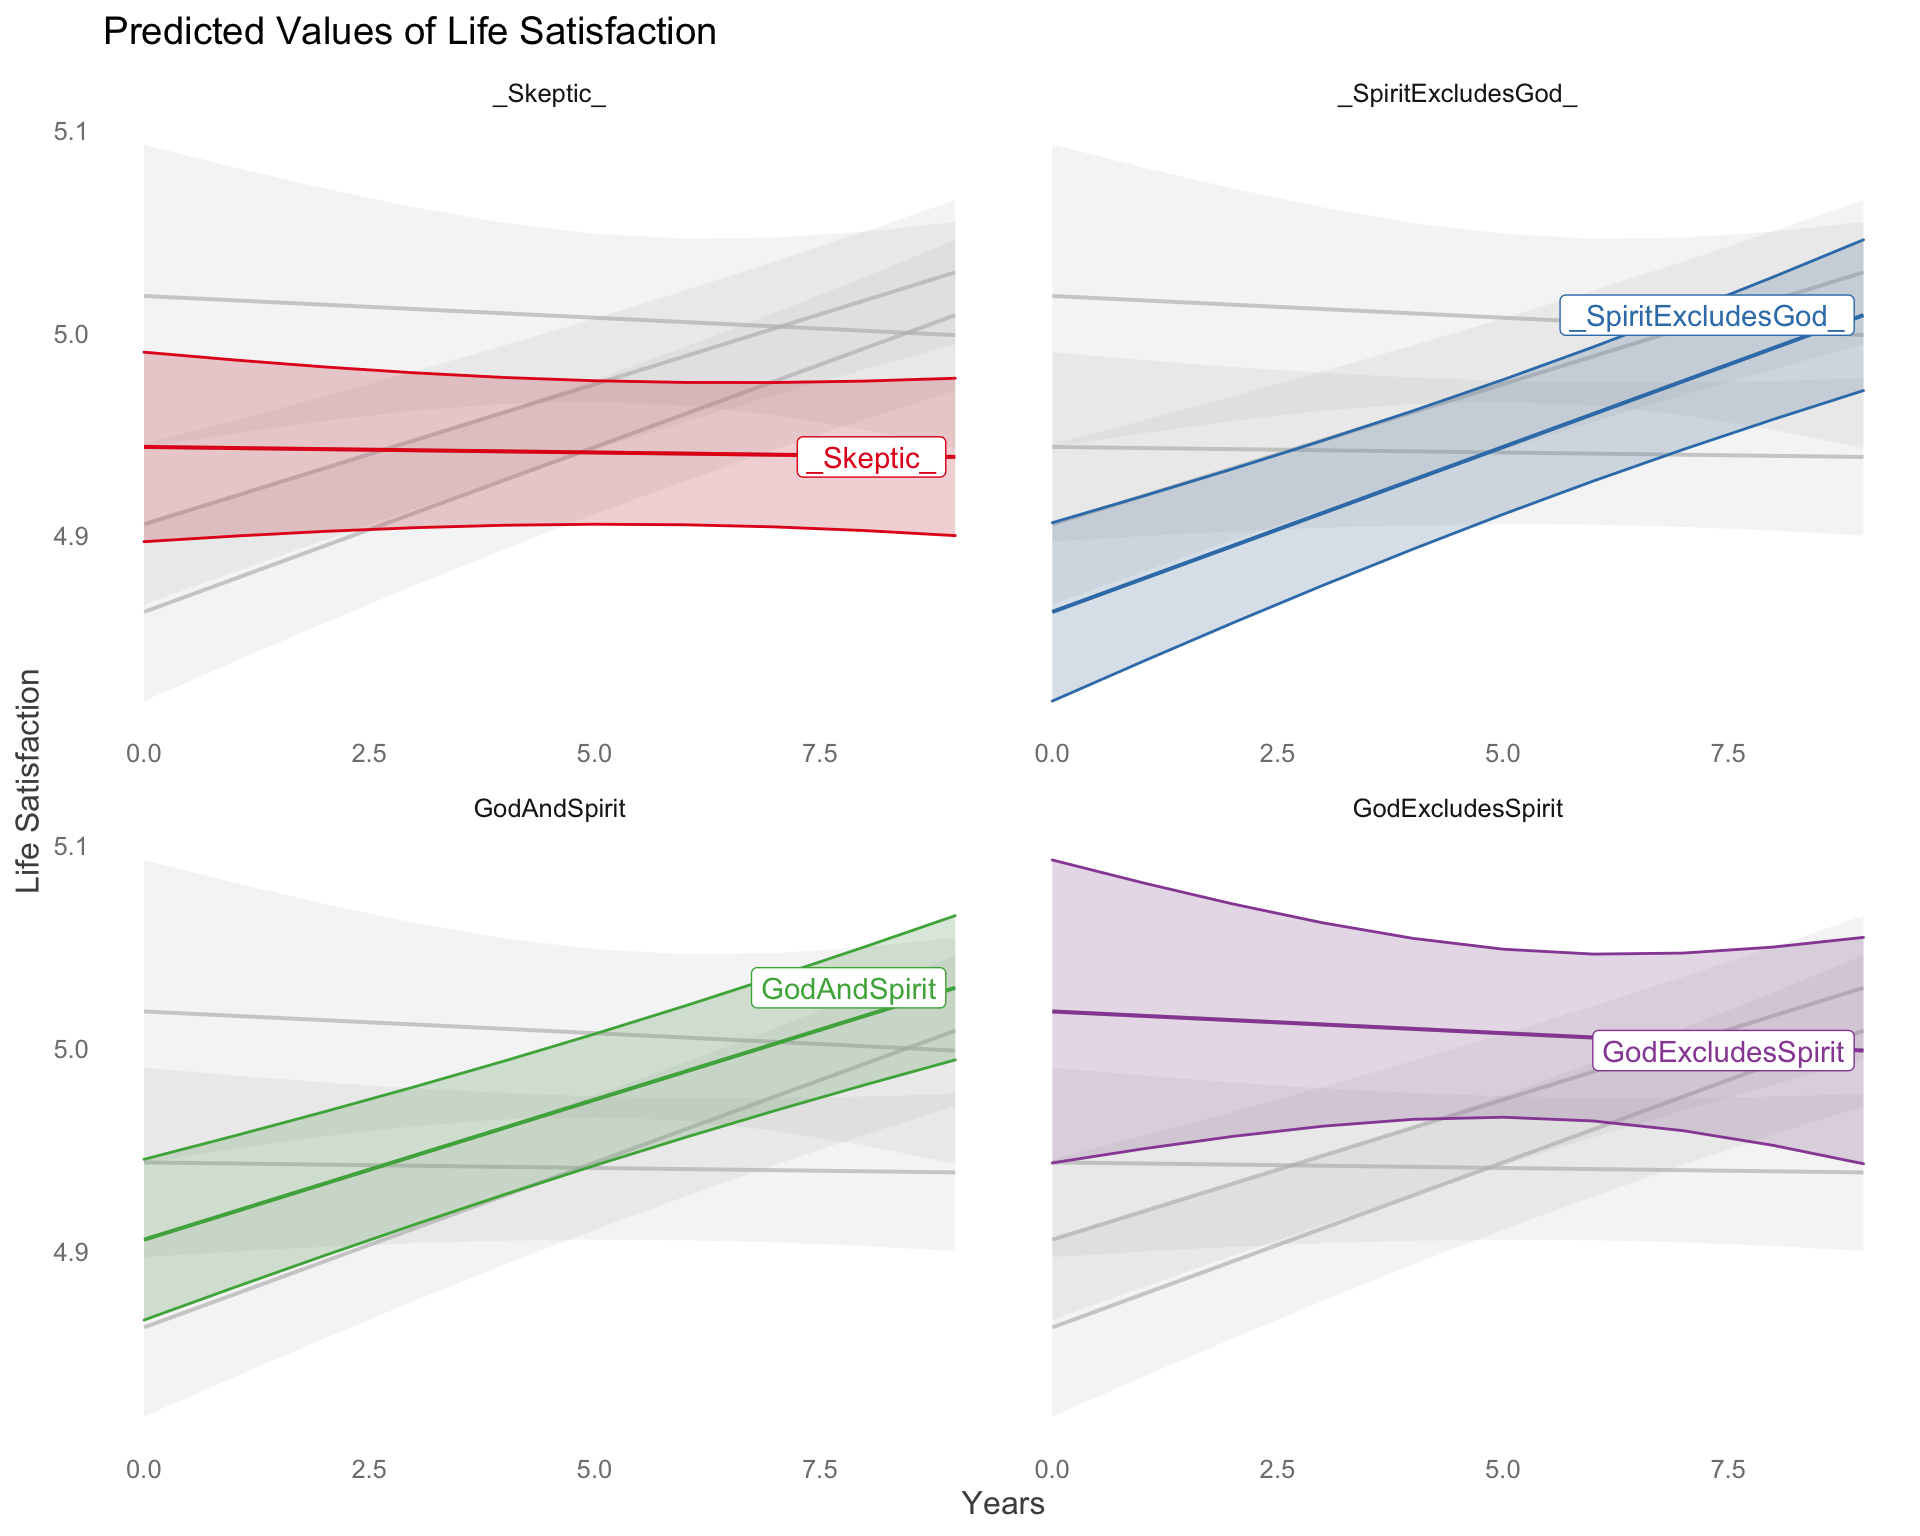 Predicted Values of Life Satisfaction
_Skeptic_
_SpiritExcludesGod_
5.1
5.0
4.9
_Skeptic_
_SpiritExcludesGod_
0.0 2.5 5.0 7.5
0.0 2.5 5.0 7.5
Life Satisfaction
GodAndSpirit
GodExcludesSpirit
5.1
5.0
4.9
GodAndSpirit
GodExcludesSpirit
0.0 2.5 5.0 7.5
0.0 2.5 5.0 7.5
Years